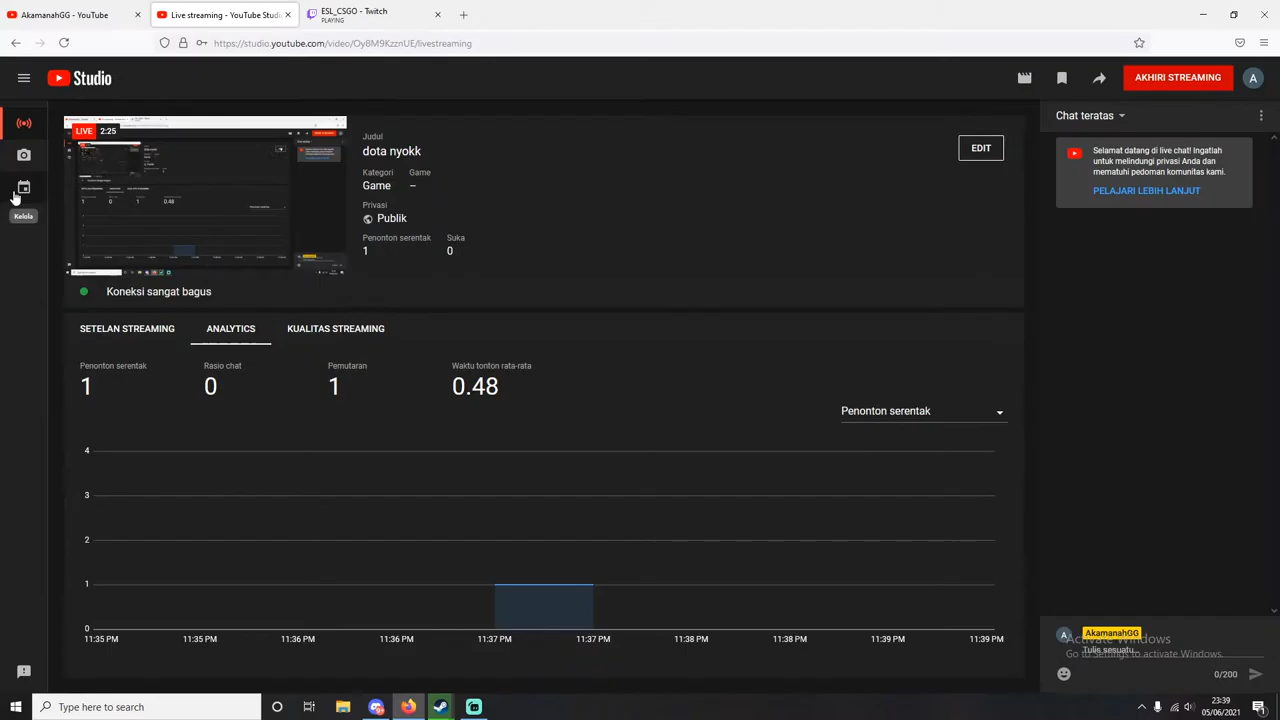 AkamanahGG - YouTube
Live streaming - YouTube Studi
ESL_CSGO - Twitch
PLAYING
https://studio.youtube.com/video/Oy8M9KzznUE/livestreaming
Studio
AKHIRI STREAMING
A
LIVE 2:25
Judul
dota nyokk
EDIT
Kategori Game
Game –
Privasi
Publik
Penonton serentak Suka
1 0
Kelola
Koneksi sangat bagus
Chat teratas
Selamat datang di live chat! Ingatlah
untuk melindungi privasi Anda dan
mematuhi pedoman komunitas kami.
PELAJARI LEBIH LANJUT
SETELAN STREAMING ANALYTICS KUALITAS STREAMING
Penonton serentak Rasio chat Pemutaran Waktu tonton rata-rata
1 0 1 0.48
Penonton serentak
4
3
2
1
0
11:35 PM 11:35 PM 11:36 PM 11:36 PM 11:37 PM 11:37 PM 11:38 PM 11:38 PM 11:39 PM 11:39 PM
A AkamanahGG
Tulis sesuatu...
Activate Windows
Go to Settings to activate Windows.
0/200
Type here to search
23:39
05/06/2021
1